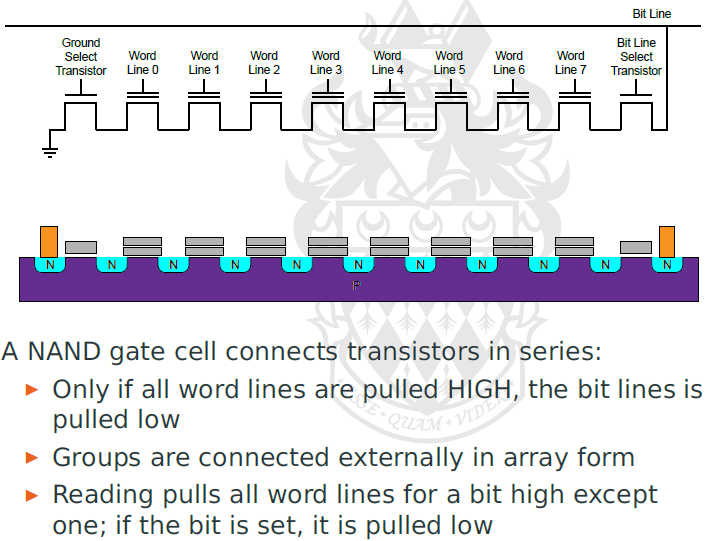 Bit Line
Ground
Select
Transistor
Word
Line 0
Word
Line 1
Word
Line 2
Word
Line 3
Word
Line 4
Word
Line 5
Word
Line 6
Word
Line 7
Bit Line
Select
Transistor
N N N N N N N N N N N
P
A NAND gate cell connects transistors in series:
Only if all word lines are pulled HIGH, the bit lines is
pulled low
Groups are connected externally in array form
Reading pulls all word lines for a bit high except
one; if the bit is set, it is pulled low
QUAM • VIDERI